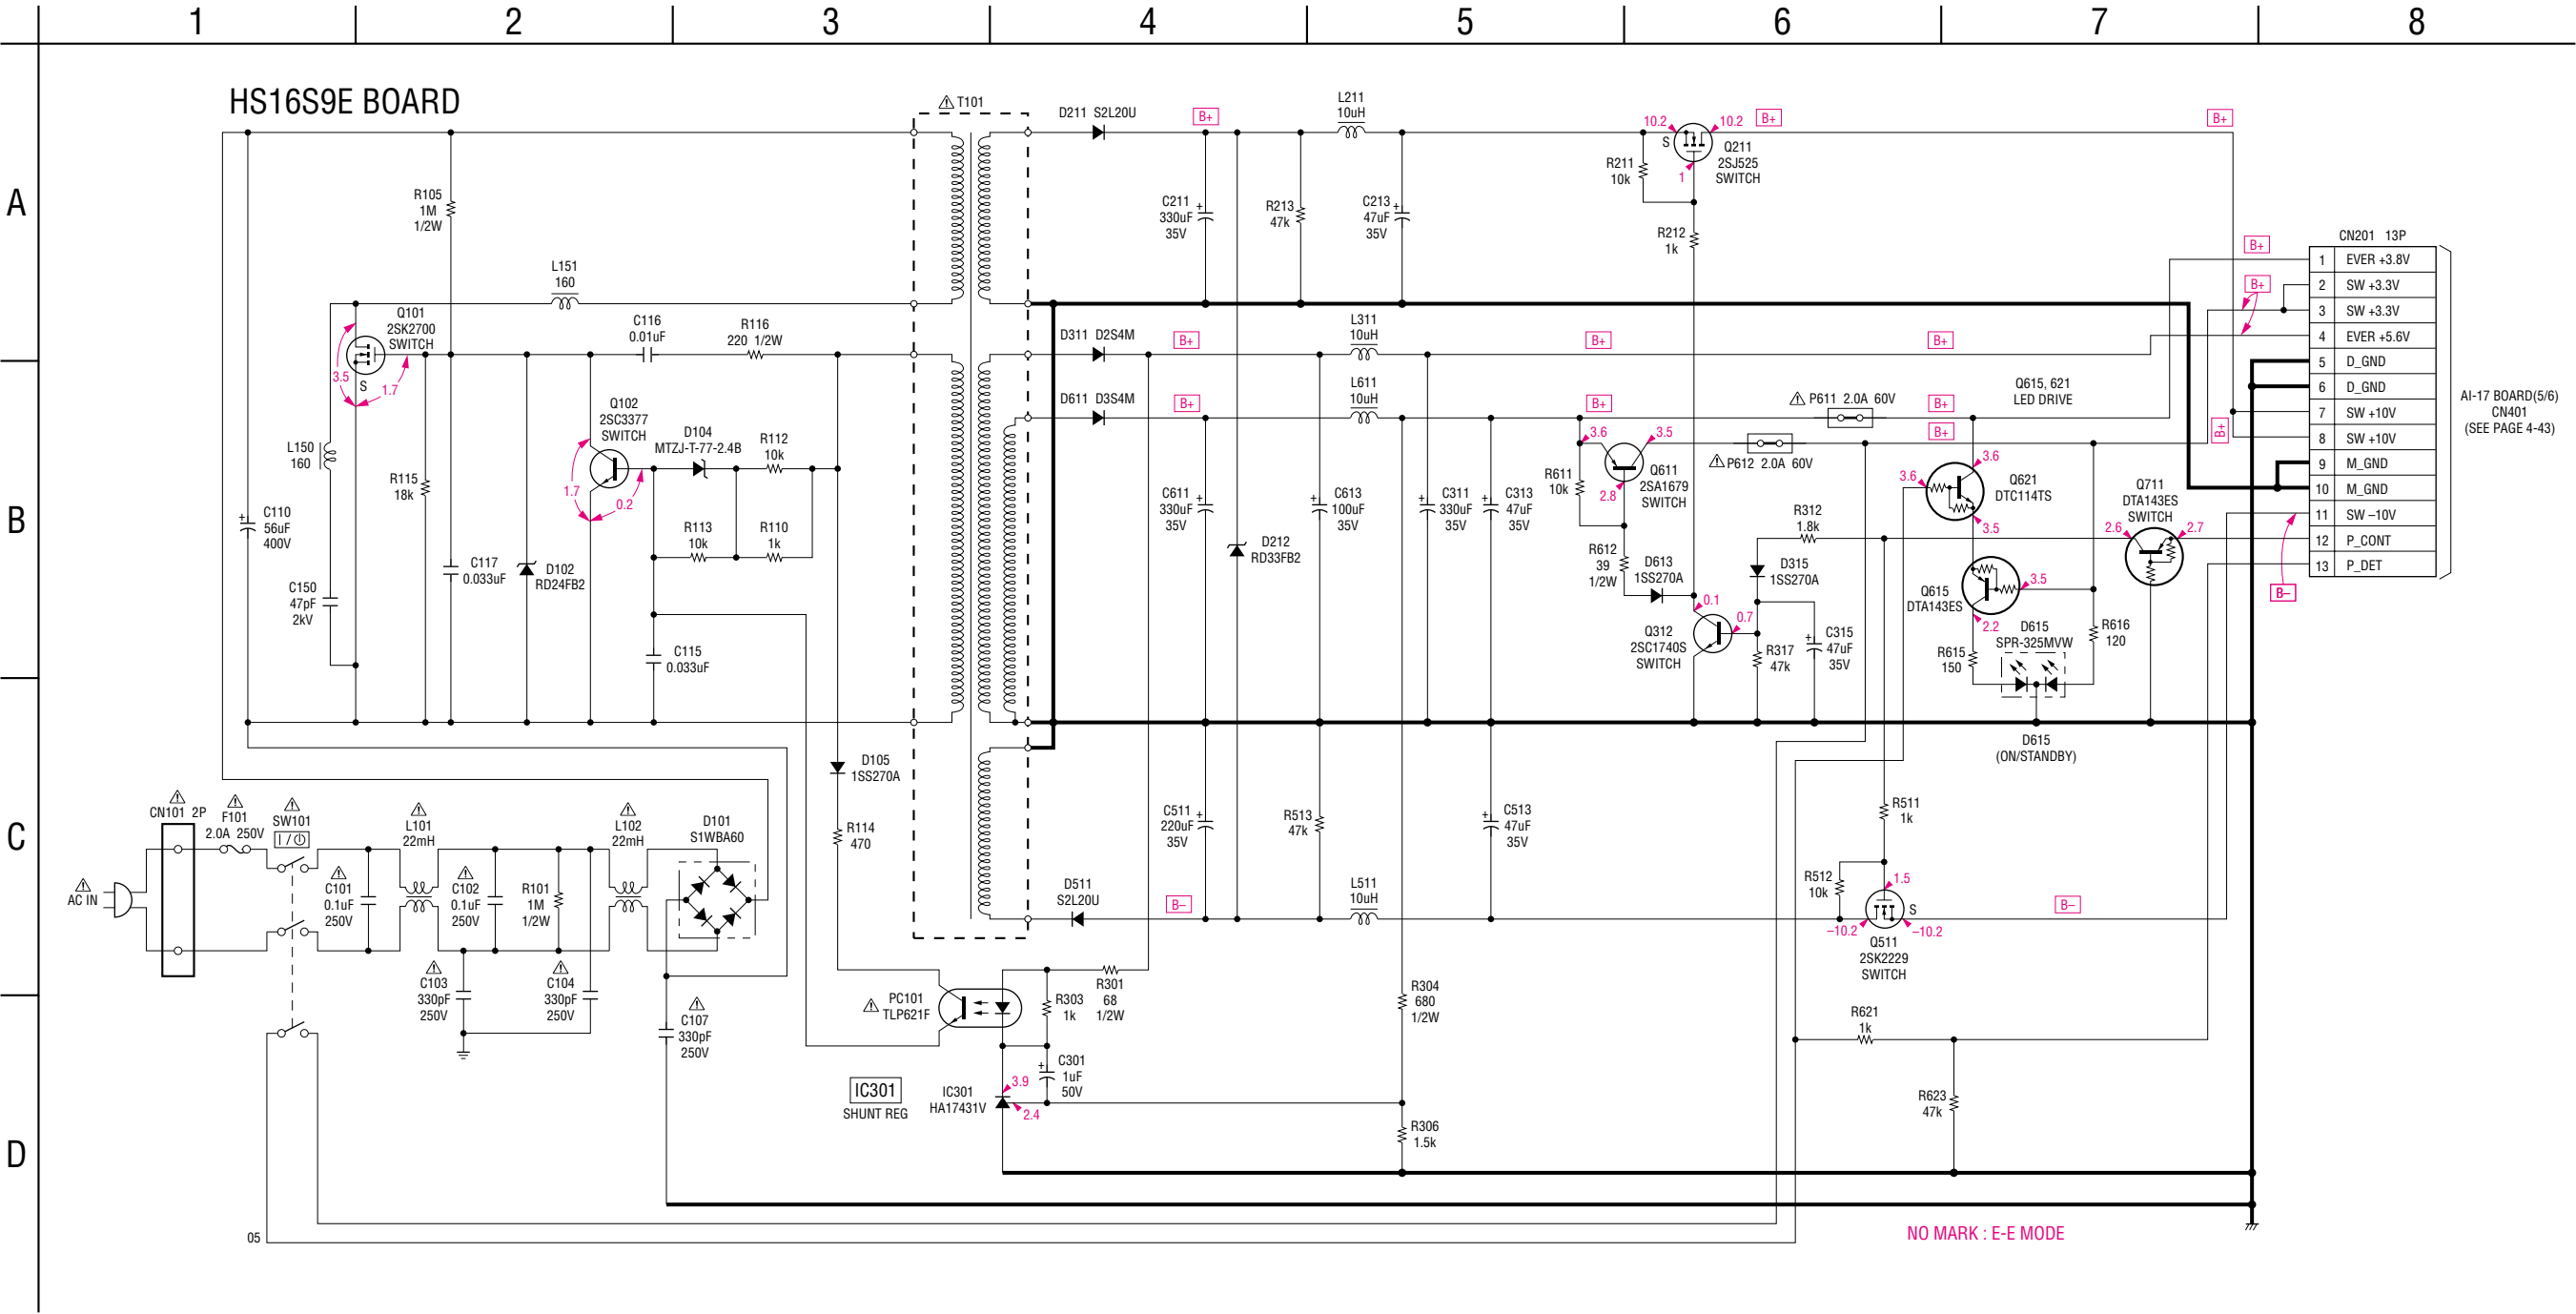 1 2 3 4 5 6 7 8
A
B
C
D
HS16S9E BOARD
T101
D211 S2L20U
B+
L211
10uH
10.2
10.2
B+
B+
S
Q211
2SJ525
SWITCH
1
R211
10k
R212
1k
R105
1M
1/2W
C211
330uF
35V
R213
47k
C213
47uF
35V
L151
160
Q101
2SK2700
SWITCH
S
3.5
1.7
C116
0.01uF
R116
220 1/2W
D311 D2S4M
B+
L311
10uH
B+
B+
D611 D3S4M
B+
L611
10uH
B+
P611 2.0A 60V
B+
Q615, 621
LED DRIVE
B+
B+
P612 2.0A 60V
CN201 13P
B+
B+
1 EVER +3.8V
2 SW +3.3V
3 SW +3.3V
4 EVER +5.6V
5 D_GND
6 D_GND
7 SW +10V
8 SW +10V
9 M_GND
10 M_GND
11 SW –10V
12 P_CONT
13 P_DET
AI-17 BOARD(5/6)
CN401
(SEE PAGE 4-43)
B–
L150
160
R115
18k
C110
56uF
400V
C150
47pF
2kV
C117
0.033uF
D102
RD24FB2
Q102
2SC3377
SWITCH
1.7
0.2
D104
MTZJ-T-77-2.4B
R112
10k
R113
10k
R110
1k
C115
0.033uF
C611
330uF
35V
D212
RD33FB2
C613
100uF
35V
C311
330uF
35V
C313
47uF
35V
3.6
3.5
R611
10k
2.8
Q611
2SA1679
SWITCH
R612
39
1/2W
D613
1SS270A
R312
1.8k
D315
1SS270A
0.1
0.7
Q312
2SC1740S
SWITCH
R317
47k
C315
47uF
35V
3.6
3.6
Q621
DTC114TS
3.5
Q711
DTA143ES
SWITCH
2.6
2.7
Q615
DTA143ES
3.5
2.2
D615
SPR-325MVW
R615
150
R616
120
D615
(ON/STANDBY)
D105
1SS270A
R114
470
CN101 2P
F101
2.0A 250V
SW101
I /
AC IN
C101
0.1uF
250V
L101
22mH
C102
0.1uF
250V
R101
1M
1/2W
L102
22mH
D101
S1WBA60
C103
330pF
250V
C104
330pF
250V
C107
330pF
250V
C511
220uF
35V
R513
47k
C513
47uF
35V
D511
S2L20U
B–
L511
10uH
R511
1k
R512
10k
1.5
S
–10.2
–10.2
Q511
2SK2229
SWITCH
B–
PC101
TLP621F
R303
1k
R301
68
1/2W
C301
1uF
50V
IC301
SHUNT REG
IC301
HA17431V
3.9
2.4
R304
680
1/2W
R306
1.5k
R621
1k
R623
47k
05
NO MARK : E-E MODE